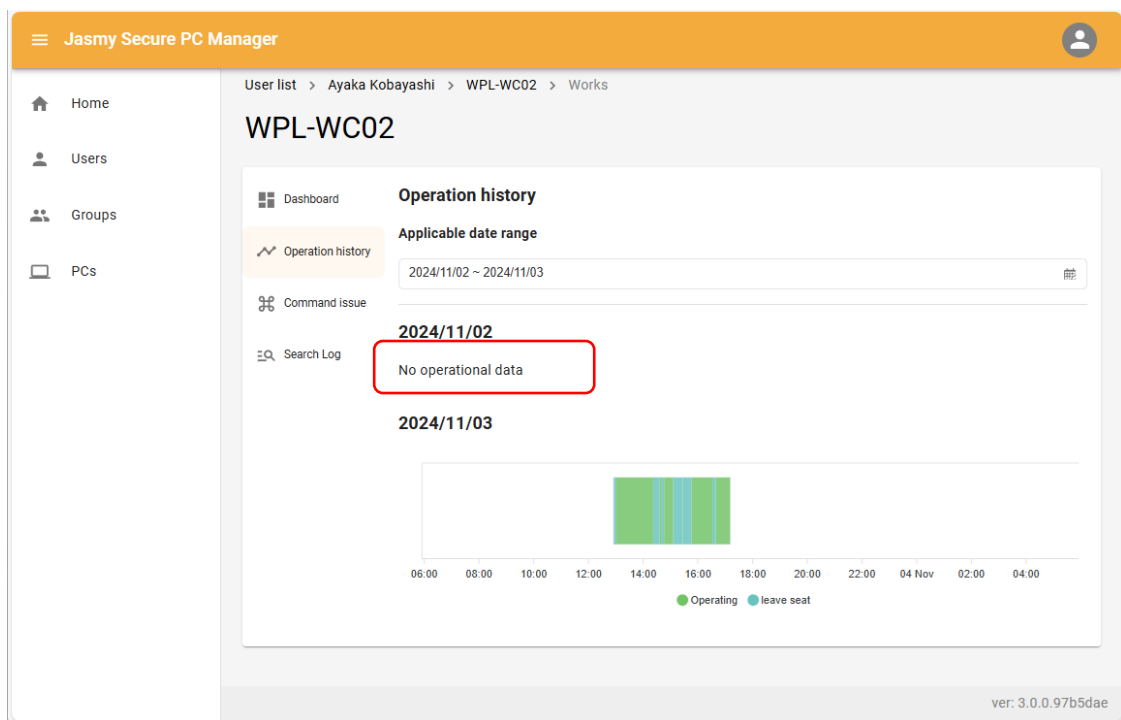 Jasmy Secure PC Manager
User list > Ayaka Kobayashi > WPL-WC02 > Works
WPL-WC02
Home
Users
Groups
PCs
Dashboard
Operation history
Command issue
Search Log
Operation history
Applicable date range
2024/11/02 ~ 2024/11/03
2024/11/02
No operational data
2024/11/03
06:00 08:00 10:00 12:00 14:00 16:00 18:00 20:00 22:00 04 Nov 02:00 04:00
Operating leave seat
ver: 3.0.0.97b5dae